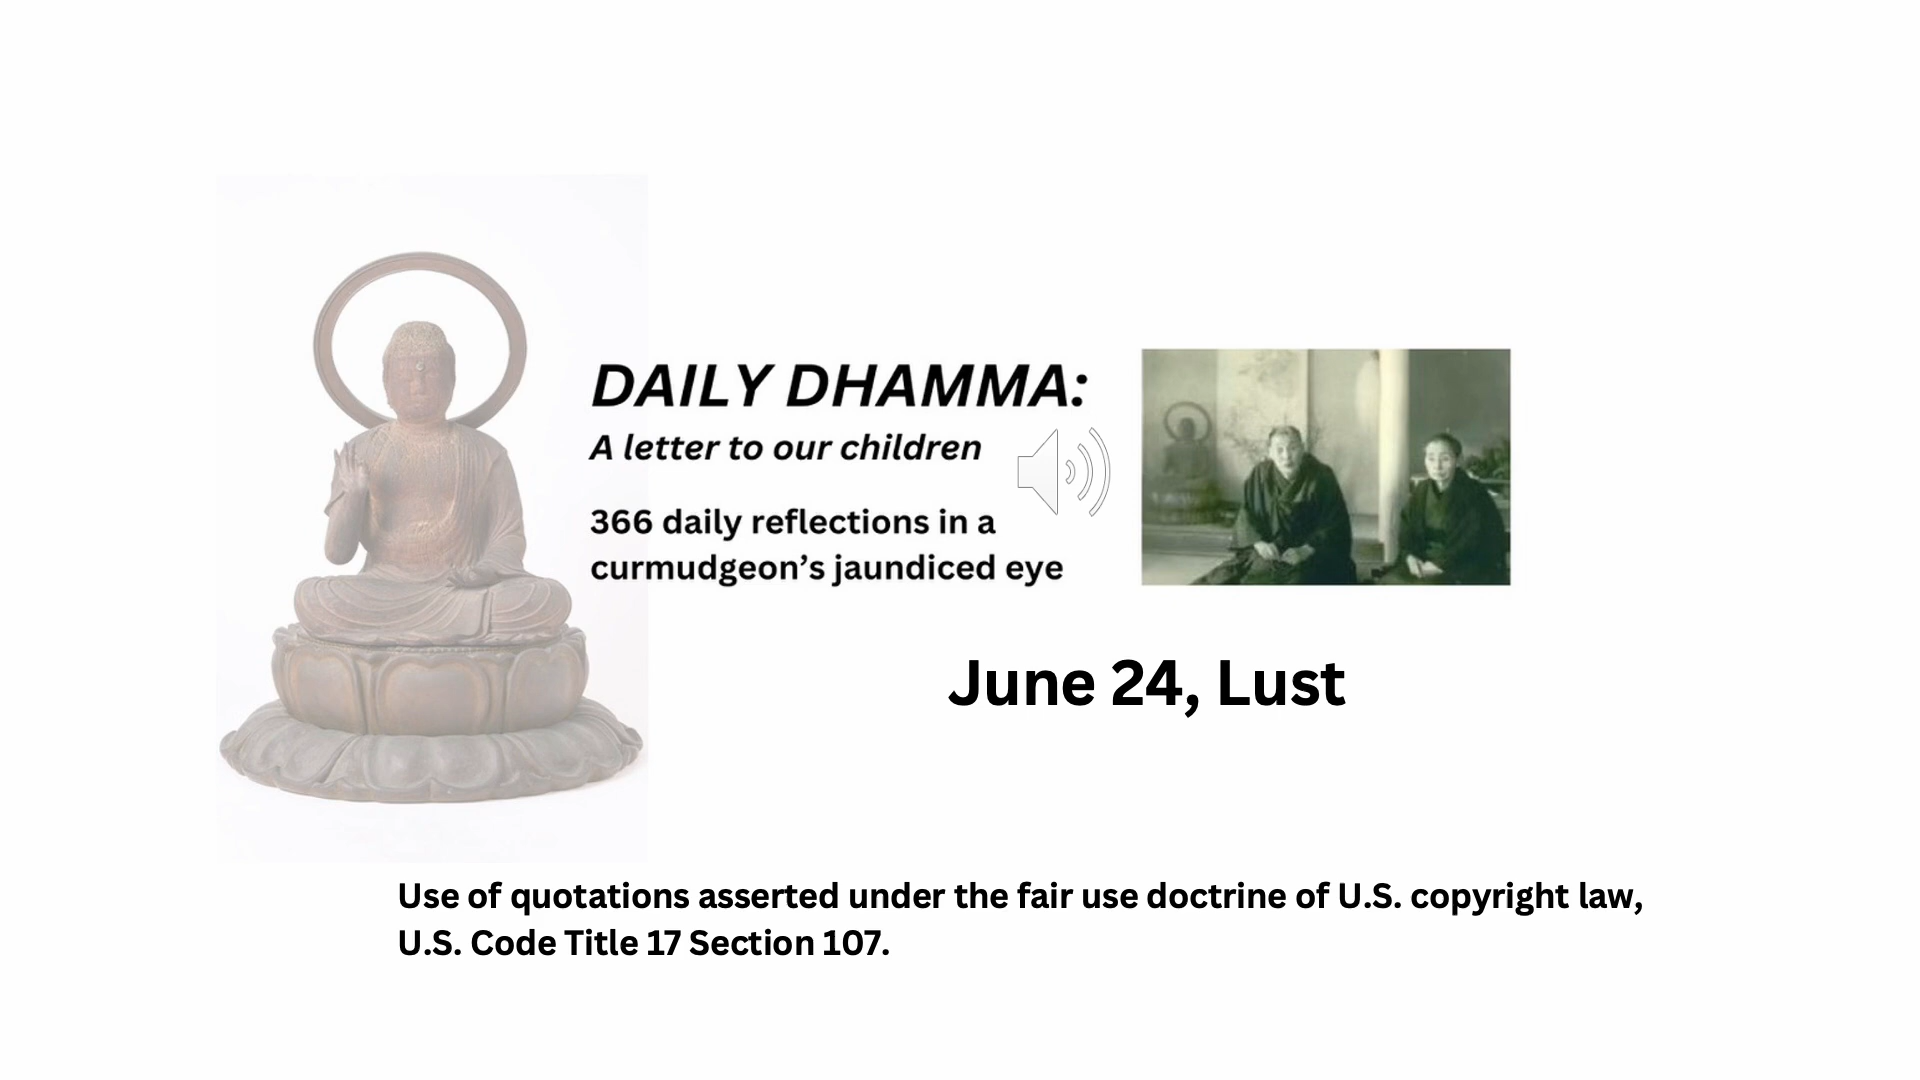 DAILY DHAMMA:
A letter to our children
366 daily reflections in a
curmudgeon’s jaundiced eye
June 24, Lust
Use of quotations asserted under the fair use doctrine of U.S. copyright law,
U.S. Code Title 17 Section 107.